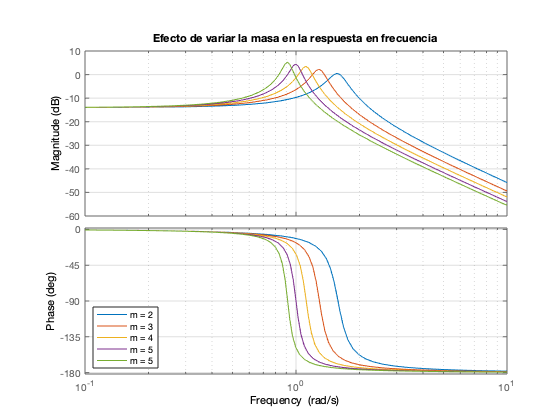 Efecto de variar la masa en la respuesta en frecuencia
Magnitude (dB)
10
0
-10
-20
-30
-40
-50
-60
Phase (deg)
0
-45
-90
-135
-180
m = 2
m = 3
m = 4
m = 5
m = 5
10^-1
10^0
10^1
Frequency (rad/s)